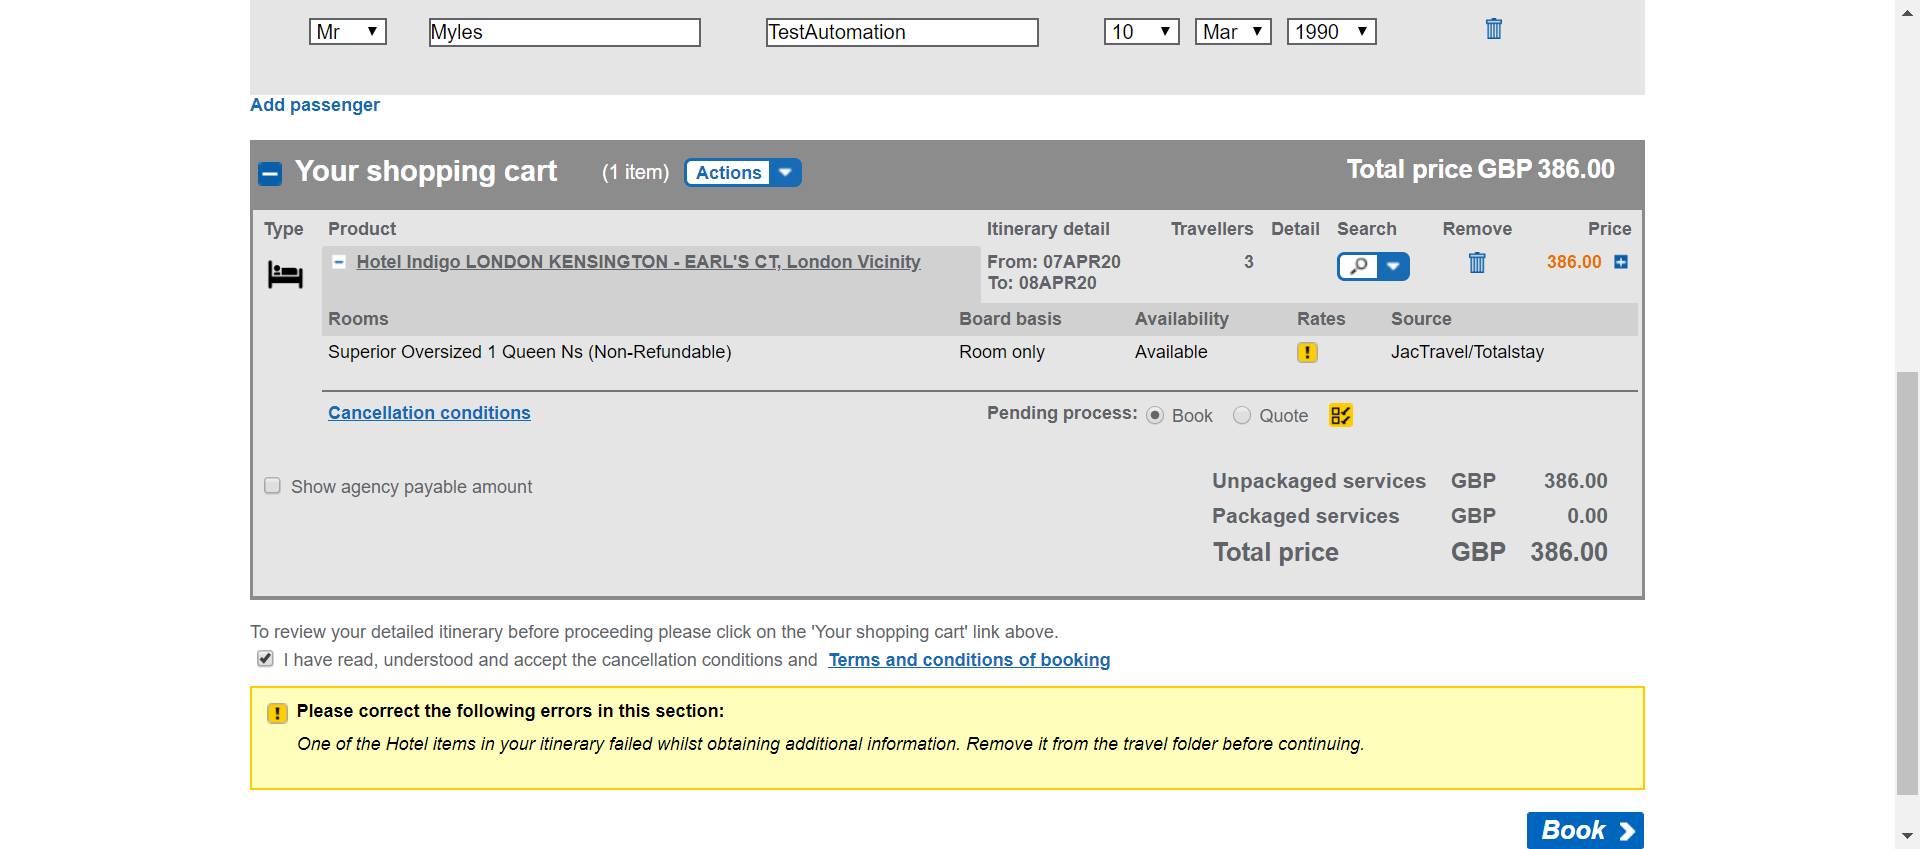 Mr Myles TestAutomation 10 Mar 1990
Add passenger
Your shopping cart (1 item) Actions Total price GBP 386.00
Type Product Itinerary detail Travellers Detail Search Remove Price
Hotel Indigo LONDON KENSINGTON - EARL'S CT, London Vicinity From: 07APR20 3 386.00
To: 08APR20
Rooms Board basis Availability Rates Source
Superior Oversized 1 Queen Ns (Non-Refundable) Room only Available JacTravel/Totalstay
Cancellation conditions Pending process: Book Quote
Show agency payable amount
Unpackaged services GBP 386.00
Packaged services GBP 0.00
Total price GBP 386.00
To review your detailed itinerary before proceeding please click on the 'Your shopping cart' link above.
I have read, understood and accept the cancellation conditions and Terms and conditions of booking
Please correct the following errors in this section:
One of the Hotel items in your itinerary failed whilst obtaining additional information. Remove it from the travel folder before continuing.
Book